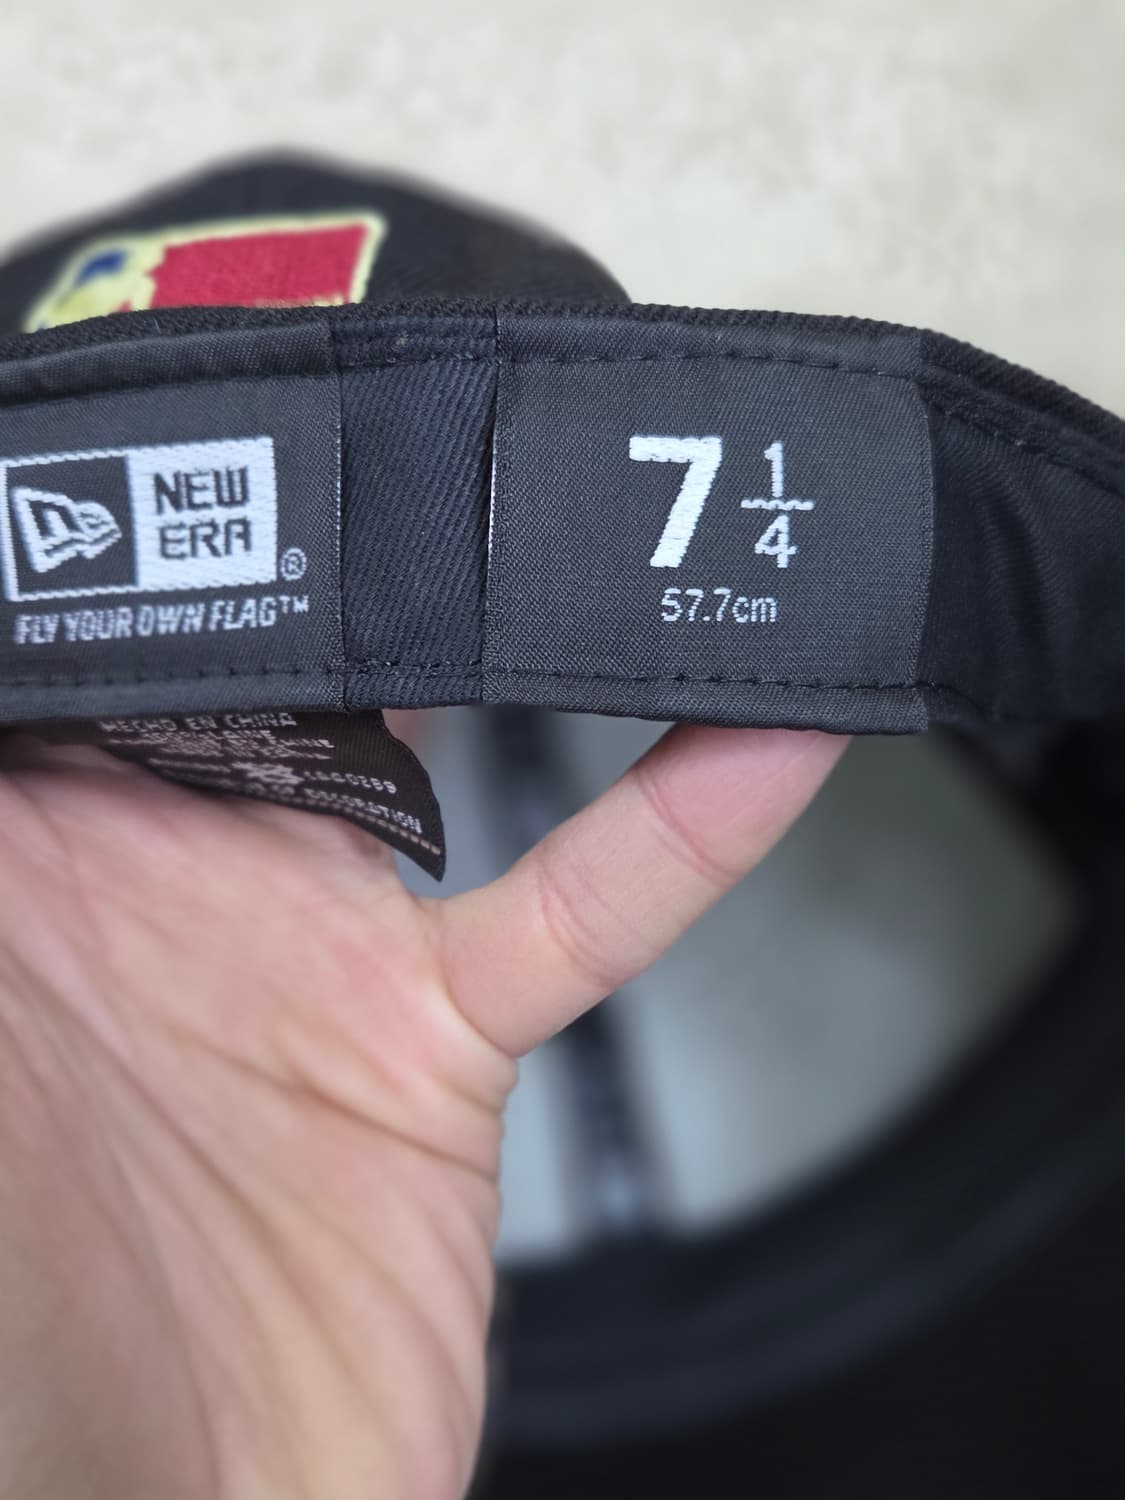 NEW
ERA
®
FLY YOUR OWN FLAG™
7 1/4
57.7cm
HECHO EN CHINA